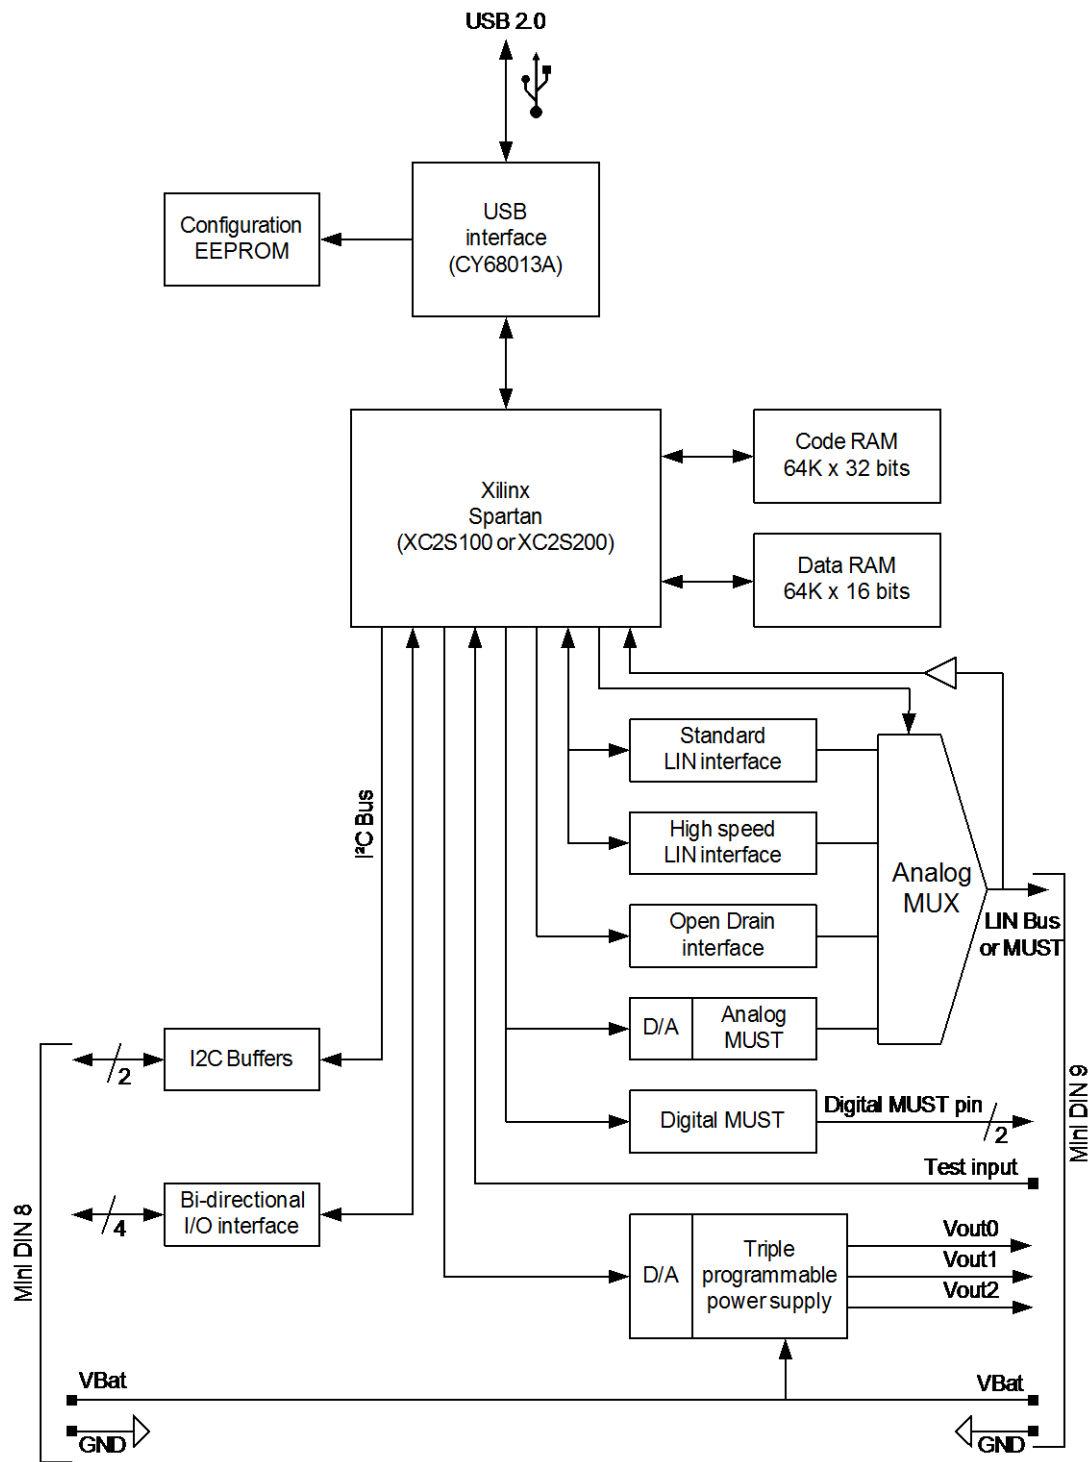 USB 2.0
USB
interface
(CY68013A)
Configuration
EEPROM
Xilinx
Spartan
(XC2S100 or XC2S200)
Code RAM
64K x 32 bits
Data RAM
64K x 16 bits
Standard
LIN interface
High speed
LIN interface
Open Drain
interface
D/A
Analog
MUST
Analog
MUX
LIN Bus
or MUST
I²C Bus
I2C Buffers
2
Digital MUST
Digital MUST pin
2
Test input
Bi-directional
I/O interface
4
D/A
Triple
programmable
power supply
Vout0
Vout1
Vout2
Mini DIN 8
Mini DIN 9
VBat
VBat
GND
GND